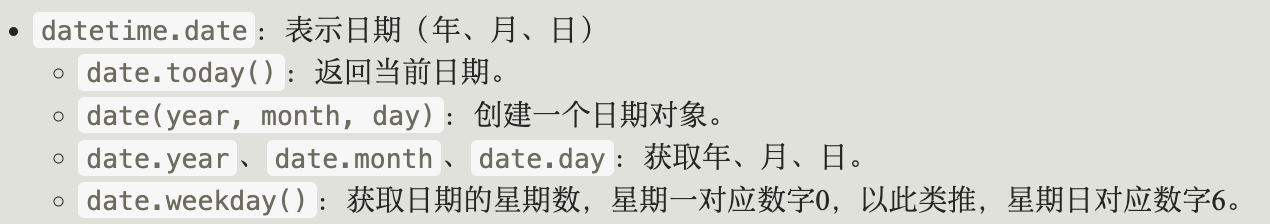 • datetime.date：表示日期（年、月、日）
◦ date.today()：返回当前日期。
◦ date(year, month, day)：创建一个日期对象。
◦ date.year、date.month、date.day：获取年、月、日。
◦ date.weekday()：获取日期的星期数，星期一对应数字0，以此类推，星期日对应数字6。